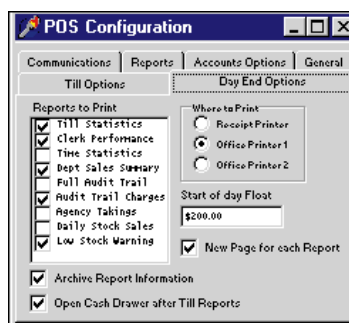 POS Configuration
Communications Reports Accounts Options General
Till Options Day End Options
Reports to Print
Till Statistics
Clerk Perfomance
Time Statistics
Dept Sales Summary
Full Audit Trail
Audit Trail Charges
Agency Takings
Daily Stock Sales
Low Stock Warning
Where to Print
Receipt Printer
Office Printer 1
Office Printer 2
Start of day Float
$200.00
New Page for each Report
Archive Report Information
Open Cash Drawer after Till Reports